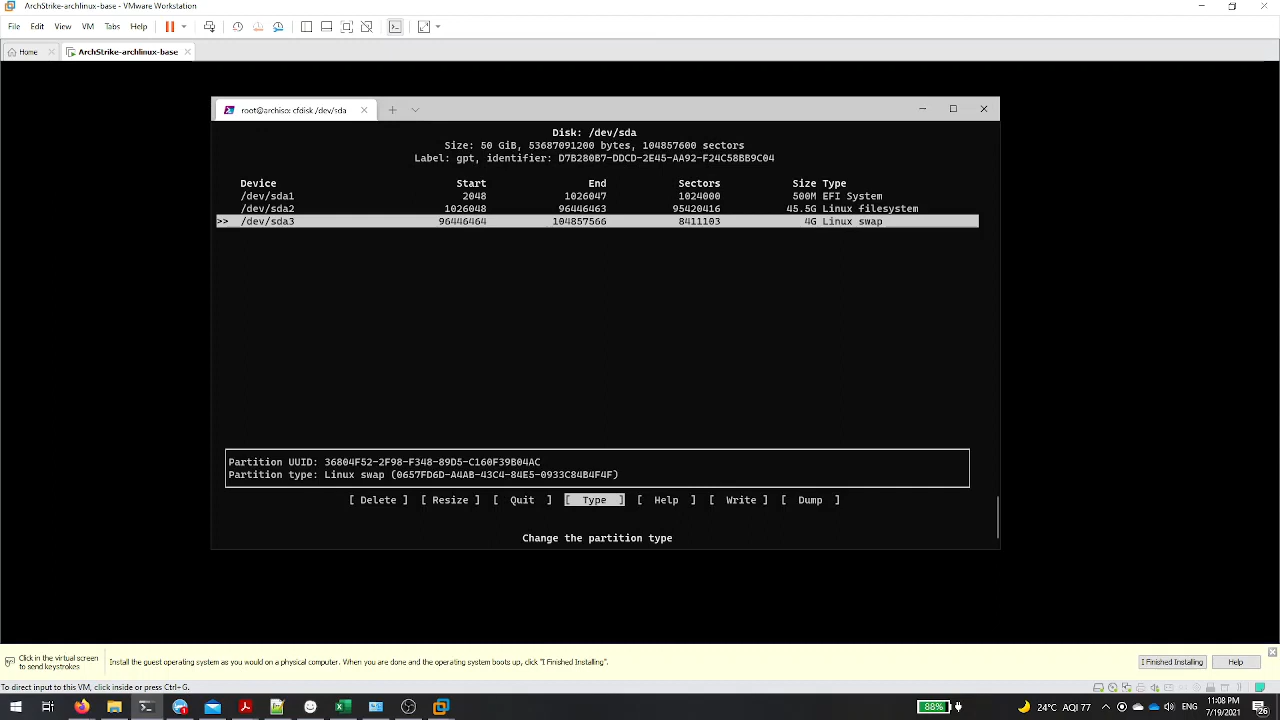 ArchStrike-archlinux-base - VMware Workstation
File Edit View VM Tabs Help
Home ArchStrike-archlinux-base
root@archiso: cfdisk /dev/sda
Disk: /dev/sda
Size: 50 GiB, 53687091200 bytes, 104857600 sectors
Label: gpt, identifier: D7B280B7-DDCD-2E45-AA92-F24C58BB9C04
Device Start End Sectors Size Type
/dev/sda1 2048 1026047 1024000 500M EFI System
/dev/sda2 1026048 96446463 95420416 45.5G Linux filesystem
>> /dev/sda3 96446464 104857566 8411103 4G Linux swap
Partition UUID: 36804F52-2F98-F348-89D5-C160F39B04AC
Partition type: Linux swap (0657FD6D-A4AB-43C4-84E5-0933C84B4F4F)
[ Delete ] [ Resize ] [ Quit ] [ Type ] [ Help ] [ Write ] [ Dump ]
Change the partition type
Click in the virtual screen
to send keystrokes
Install the guest operating system as you would on a physical computer. When you are done and the operating system boots up, click "I Finished Installing".
I Finished Installing Help
To direct input to this VM, click inside or press Ctrl+G.
88% 24°C AQI 77 11:08 PM
7/19/2021
26